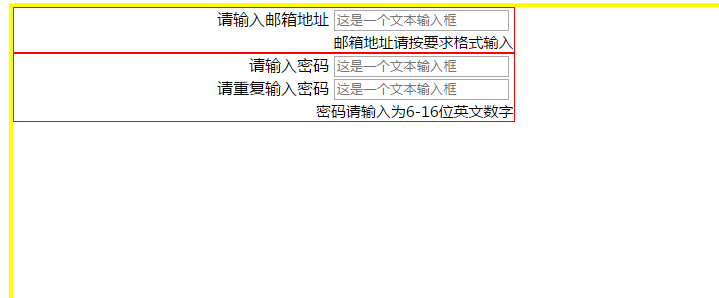 请输入邮箱地址 这是一个文本输入框
邮箱地址请按要求格式输入
请输入密码 这是一个文本输入框
请重复输入密码 这是一个文本输入框
密码请输入为6-16位英文数字